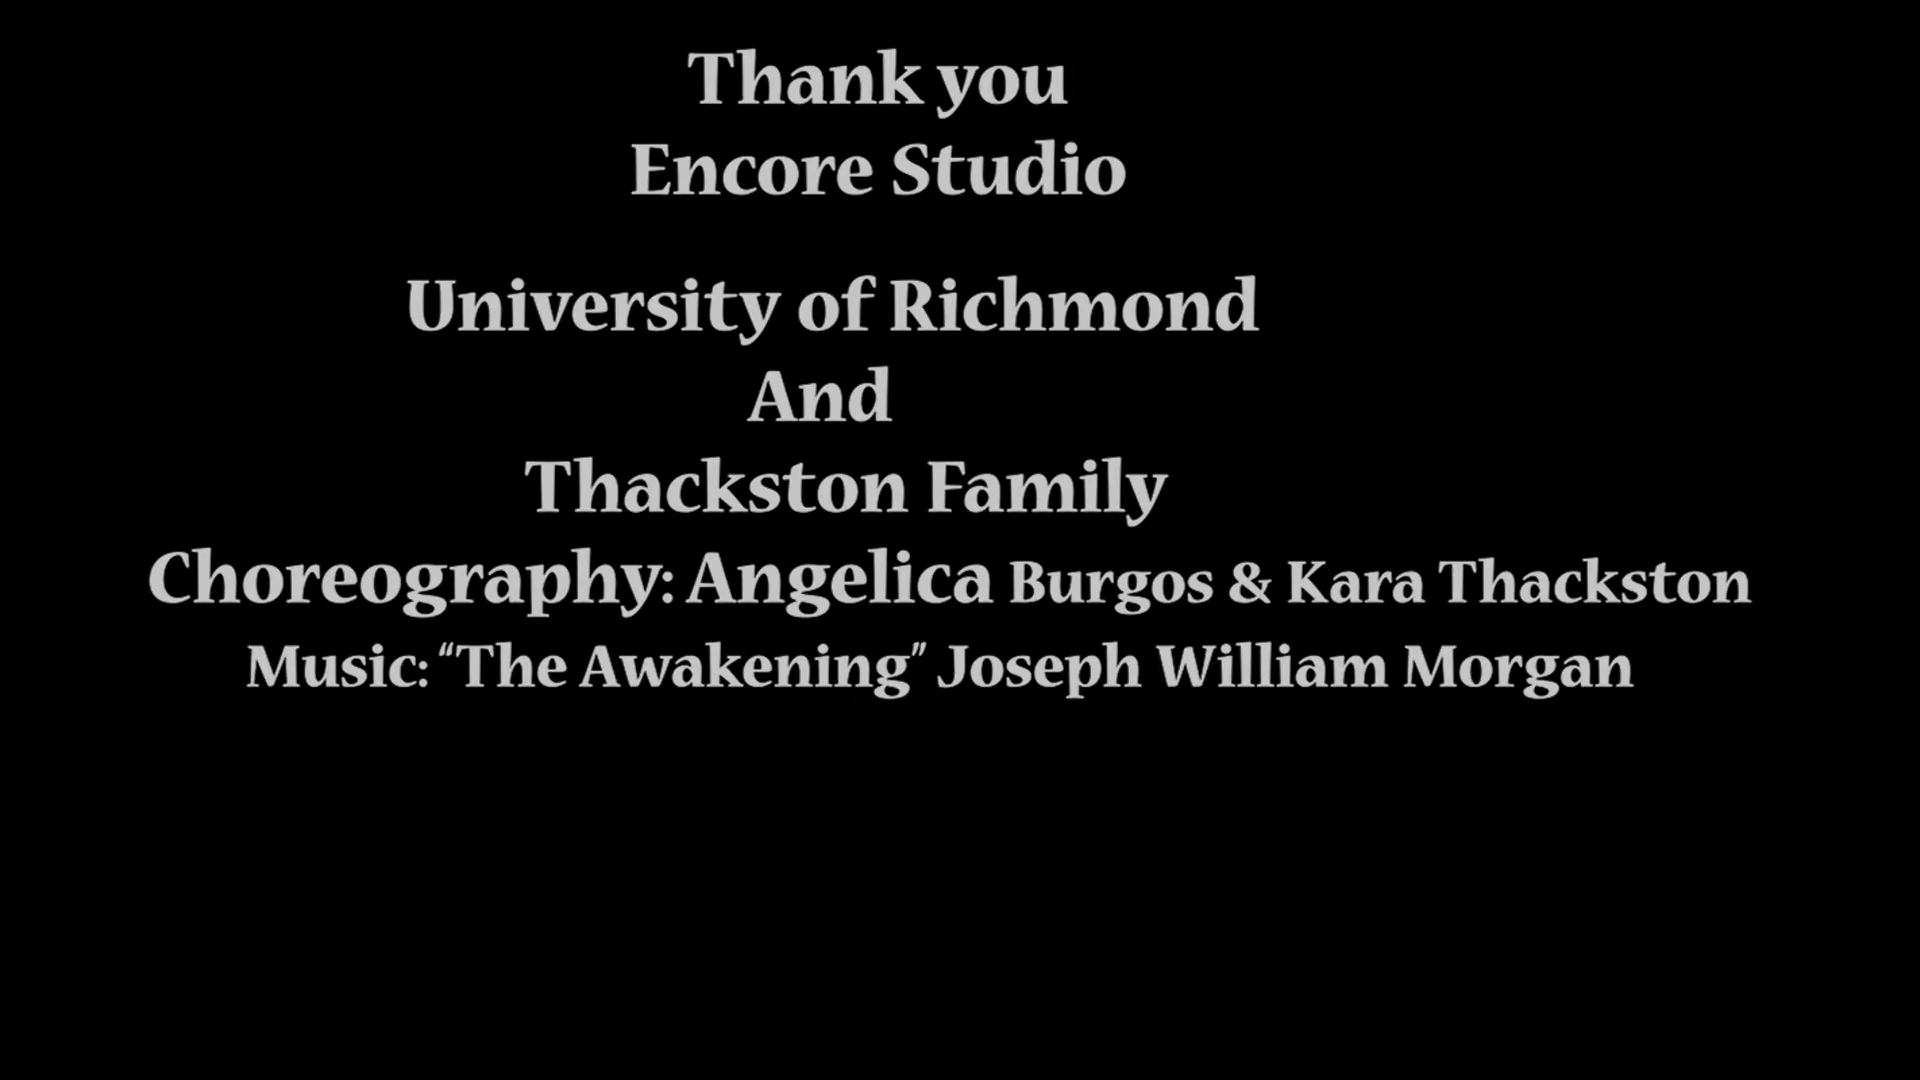 Thank you
Encore Studio
University of Richmond
And
Thackston Family
Choreography: Angelica Burgos & Kara Thackston
Music: “The Awakening” Joseph William Morgan